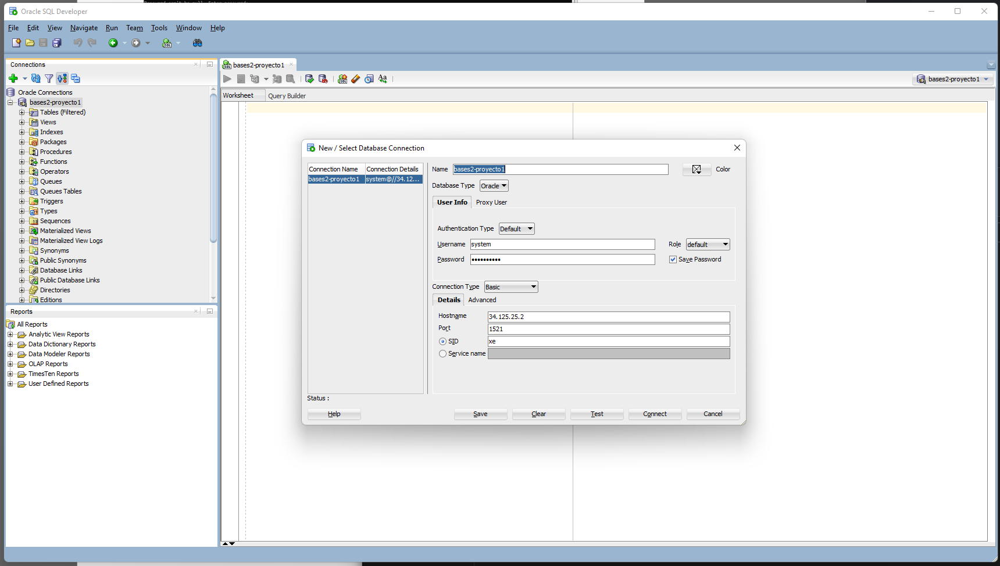 Oracle SQL Developer
File Edit View Navigate Run Team Tools Window Help
Connections
Oracle Connections
bases2-proyecto1
Tables (Filtered)
Views
Indexes
Packages
Procedures
Functions
Operators
Queues
Queues Tables
Triggers
Types
Sequences
Materialized Views
Materialized View Logs
Synonyms
Public Synonyms
Database Links
Public Database Links
Directories
Editions
Reports
All Reports
Analytic View Reports
Data Dictionary Reports
Data Modeler Reports
OLAP Reports
TimesTen Reports
User Defined Reports
bases2-proyecto1
SQL
Aa
bases2-proyecto1
Worksheet Query Builder
New / Select Database Connection
Connection Name Connection Details
bases2-proyecto1 system@//34.12...
Name bases2-proyecto1 Color
Database Type Oracle
User Info Proxy User
Authentication Type Default
Username system Role default
Password •••••••••• Save Password
Connection Type Basic
Details Advanced
Hostname 34.125.25.2
Port 1521
SID xe
Service name
Status :
Help Save Clear Test Connect Cancel